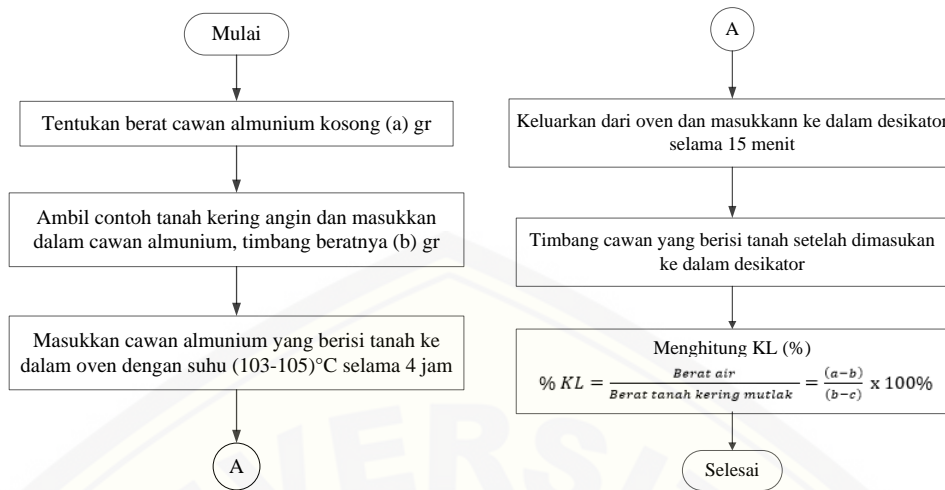 Mulai
Tentukan berat cawan almunium kosong (a) gr
Ambil contoh tanah kering angin dan masukkan
dalam cawan almunium, timbang beratnya (b) gr
Masukkan cawan almunium yang berisi tanah ke
dalam oven dengan suhu (103-105)°C selama 4 jam
A
A
Keluarkan dari oven dan masukkann ke dalam desikator
selama 15 menit
Timbang cawan yang berisi tanah setelah dimasukan
ke dalam desikator
Menghitung KL (%)
% KL = Berat air / Berat tanah kering mutlak = (a−b) / (b−c) x 100%
Selesai